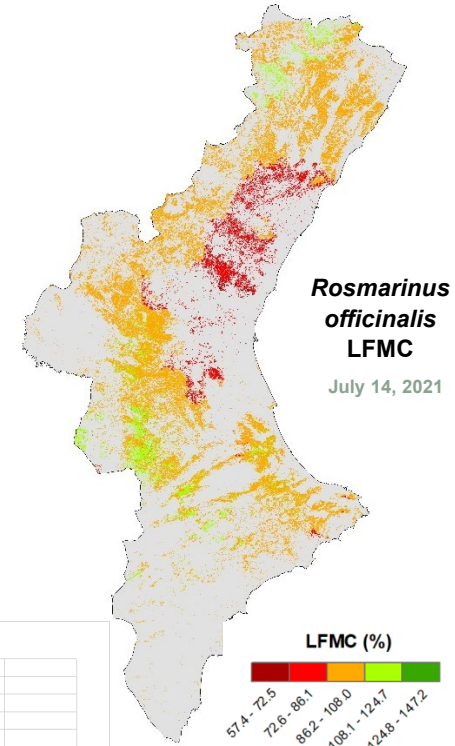 Rosmarinus
officinalis
LFMC
July 14, 2021
LFMC (%)
57.4 - 72.5
72.6 - 86.1
86.2 - 108.0
108.1 - 124.7
124.8 - 147.2